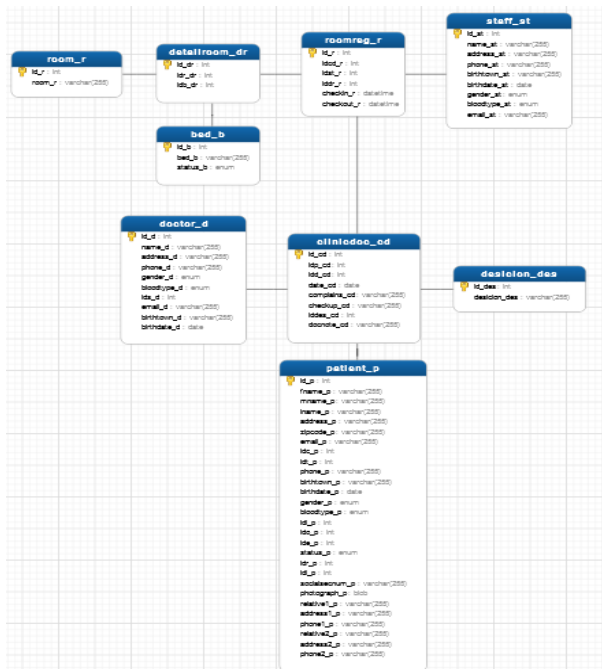 staff_st
id_st : int
name_st : varchar(255)
address_st : varchar(255)
phone_st : varchar(255)
birthtown_st : varchar(255)
birthdate_st : date
gender_st : enum
bloodtype_st : enum
email_st : varchar(255)
roomreg_r
id_r : int
idcd_r : int
idst_r : int
iddr_r : int
checkin_r : datetime
checkout_r : datetime
detailroom_dr
id_dr : int
idr_dr : int
idb_dr : int
room_r
id_r : int
room_r : varchar(255)
bed_b
id_b : int
bed_b : varchar(255)
status_b : enum
doctor_d
id_d : int
name_d : varchar(255)
address_d : varchar(255)
phone_d : varchar(255)
gender_d : enum
bloodtype_d : enum
ids_d : int
email_d : varchar(255)
birthtown_d : varchar(255)
birthdate_d : date
clinicdoc_cd
id_cd : int
idp_cd : int
idd_cd : int
date_cd : date
complains_cd : varchar(255)
checkup_cd : varchar(255)
iddes_cd : int
docnote_cd : varchar(255)
desicion_des
id_des : int
desicion_des : varchar(255)
patient_p
id_p : int
fname_p : varchar(255)
mname_p : varchar(255)
lname_p : varchar(255)
address_p : varchar(255)
zipcode_p : varchar(255)
email_p : varchar(255)
idc_p : int
idt_p : int
phone_p : varchar(255)
birthtown_p : varchar(255)
birthdate_p : date
gender_p : enum
bloodtype_p : enum
: int
idc_p : int
ide_p : int
status_p : enum
idr_p : int
: int
socialsecnum_p : varchar(255)
photograph_p : blob
relative1_p : varchar(255)
address1_p : varchar(255)
phone1_p : varchar(255)
relative2_p : varchar(255)
address2_p : varchar(255)
phone2_p : varchar(255)